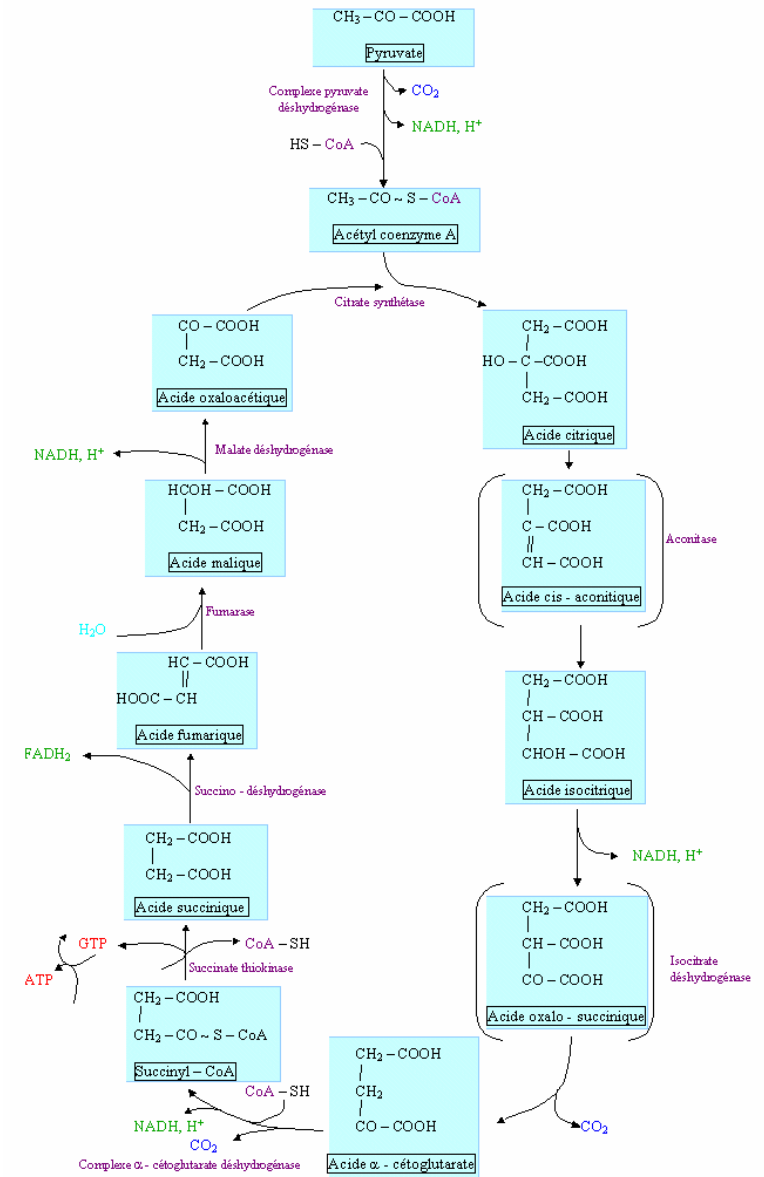 CH₃ – CO – COOH
Pyruvate
Complexe pyruvate
déshydrogénase
CO₂
NADH, H⁺
HS – CoA
CH₃ – CO ~ S – CoA
Acétyl coenzyme A
Citrate synthétase
CO – COOH
|
CH₂ – COOH
Acide oxaloacétique
CH₂ – COOH
HO – C – COOH
CH₂ – COOH
Acide citrique
Malate déshydrogénase
NADH, H⁺
HCOH – COOH
|
CH₂ – COOH
Acide malique
CH₂ – COOH
|
C – COOH
||
CH – COOH
Acide cis - aconitique
Aconitase
Fumarase
H₂O
HC – COOH
||
HOOC – CH
Acide fumarique
CH₂ – COOH
CH – COOH
CHOH – COOH
Acide isocitrique
FADH₂
Succino - déshydrogénase
NADH, H⁺
CH₂ – COOH
|
CH₂ – COOH
Acide succinique
CH₂ – COOH
CH – COOH
CO – COOH
Acide oxalo - succinique
Isocitrate
déshydrogénase
GTP
CoA – SH
Succinate thiokinase
ATP
CH₂ – COOH
CH₂ – CO ~ S – CoA
Succinyl – CoA
CoA – SH
NADH, H⁺
CO₂
Complexe α - cétoglutarate déshydrogénase
CH₂ – COOH
CH₂
CO – COOH
Acide α - cétoglutarate
CO₂